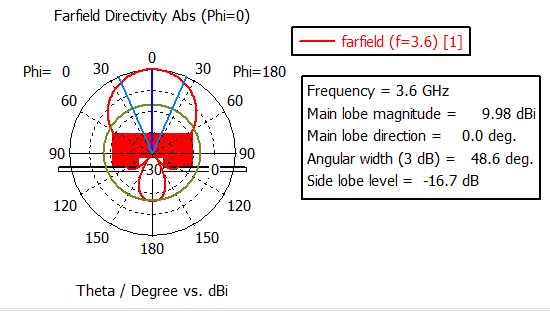 Farfield Directivity Abs (Phi=0)
farfield (f=3.6) [1]
Phi= 0
30
0
30
Phi=180
60
60
90
-30
0
90
120
120
150
150
180
Frequency = 3.6 GHz
Main lobe magnitude = 9.98 dBi
Main lobe direction = 0.0 deg.
Angular width (3 dB) = 48.6 deg.
Side lobe level = -16.7 dB
Theta / Degree vs. dBi